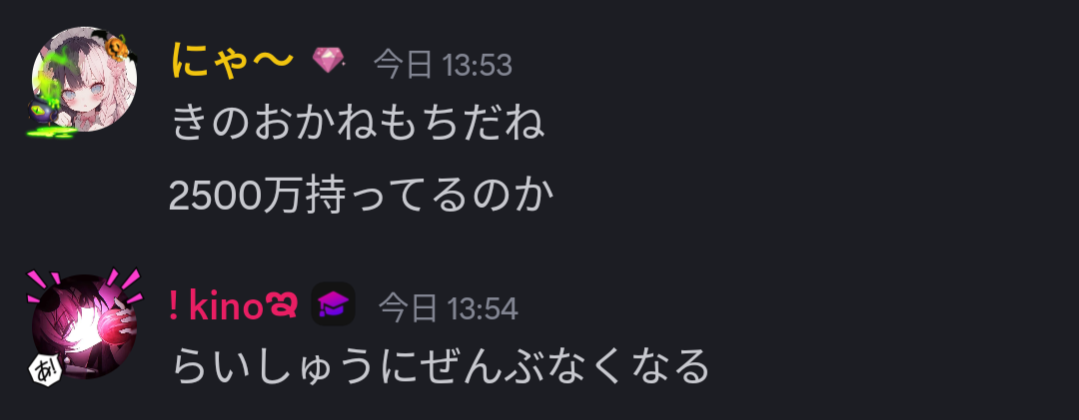 にゃ〜 今日 13:53
きのおかねもちだね
2500万持ってるのか
! kinoஇ 今日 13:54
らいしゅうにぜんぶなくなる
あ!